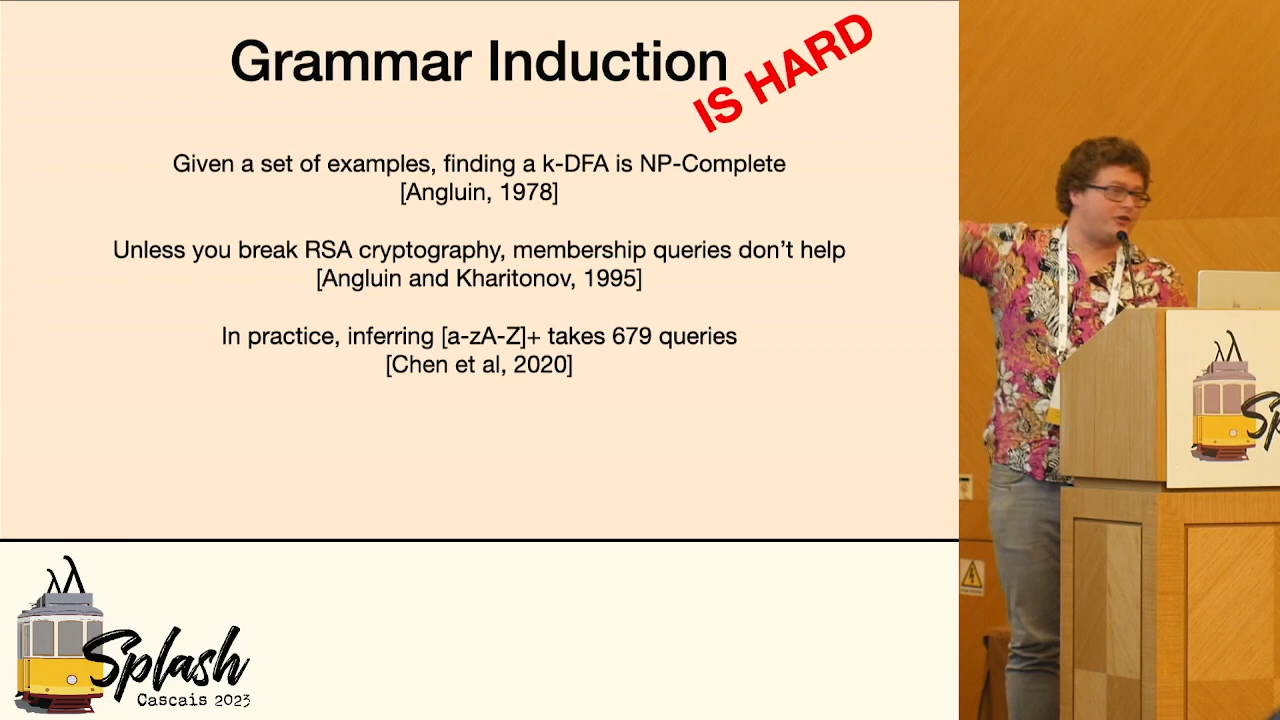 Grammar Induction
IS HARD
Given a set of examples, finding a k-DFA is NP-Complete
[Angluin, 1978]
Unless you break RSA cryptography, membership queries don't help
[Angluin and Kharitonov, 1995]
In practice, inferring [a-zA-Z]+ takes 679 queries
[Chen et al, 2020]
Splash
Cascais 2023
Sp